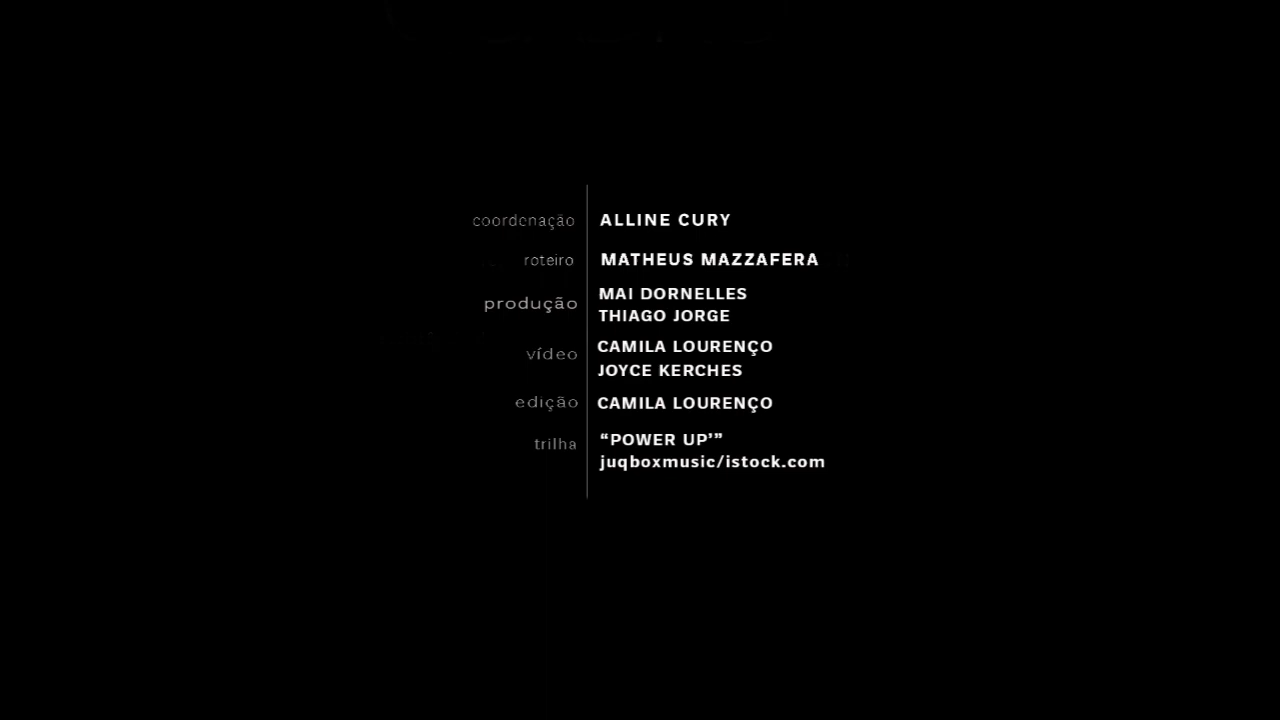 coordenação ALLINE CURY
roteiro MATHEUS MAZZAFERA
produção MAI DORNELLES
THIAGO JORGE
vídeo CAMILA LOURENÇO
JOYCE KERCHES
edição CAMILA LOURENÇO
trilha “POWER UP’”
juqboxmusic/istock.com